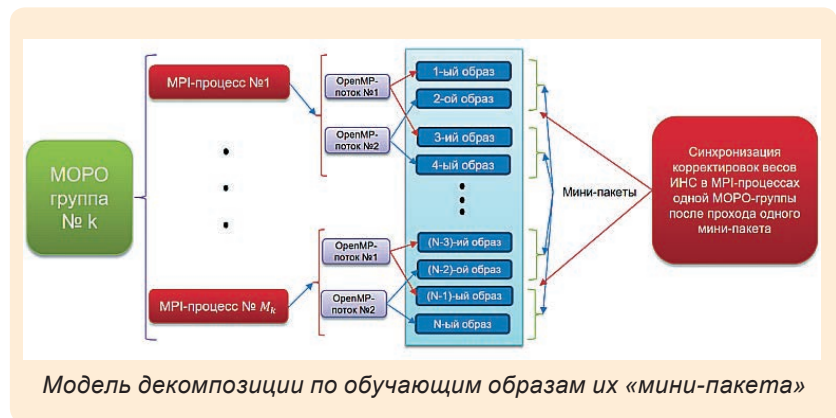 МОРО
группа
№ k
MPI-процесс №1
MPI-процесс № Mₖ
OpenMP-
поток №1
OpenMP-
поток №2
OpenMP-
поток №1
OpenMP-
поток №2
1-ый образ
2-ой образ
3-ий образ
4-ый образ
(N-3)-ий образ
(N-2)-ой образ
(N-1)-ый образ
N-ый образ
Мини-пакеты
Синхронизация
корректировок весов
ИНС в MPI-процессах
одной МОРО-группы
после прохода одного
мини-пакета
Модель декомпозиции по обучающим образам их «мини-пакета»